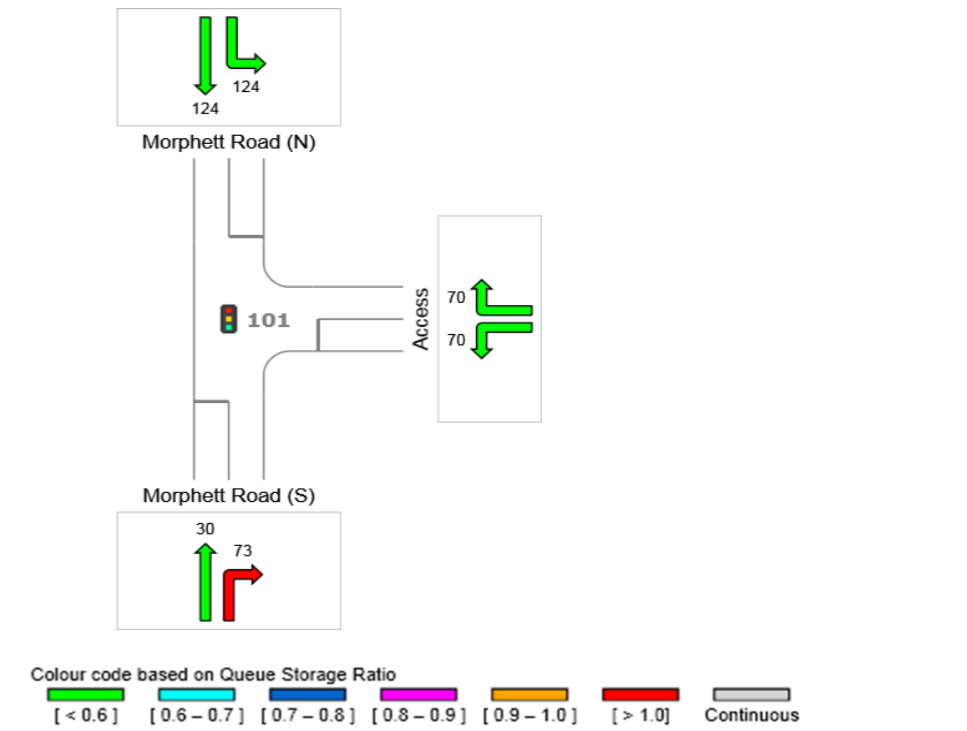 124
124
Morphett Road (N)
70
70
Access
101
Morphett Road (S)
30
73
Colour code based on Queue Storage Ratio
[ < 0.6 ] [ 0.6 – 0.7 ] [ 0.7 – 0.8 ] [ 0.8 – 0.9 ] [ 0.9 – 1.0 ] [ > 1.0] Continuous